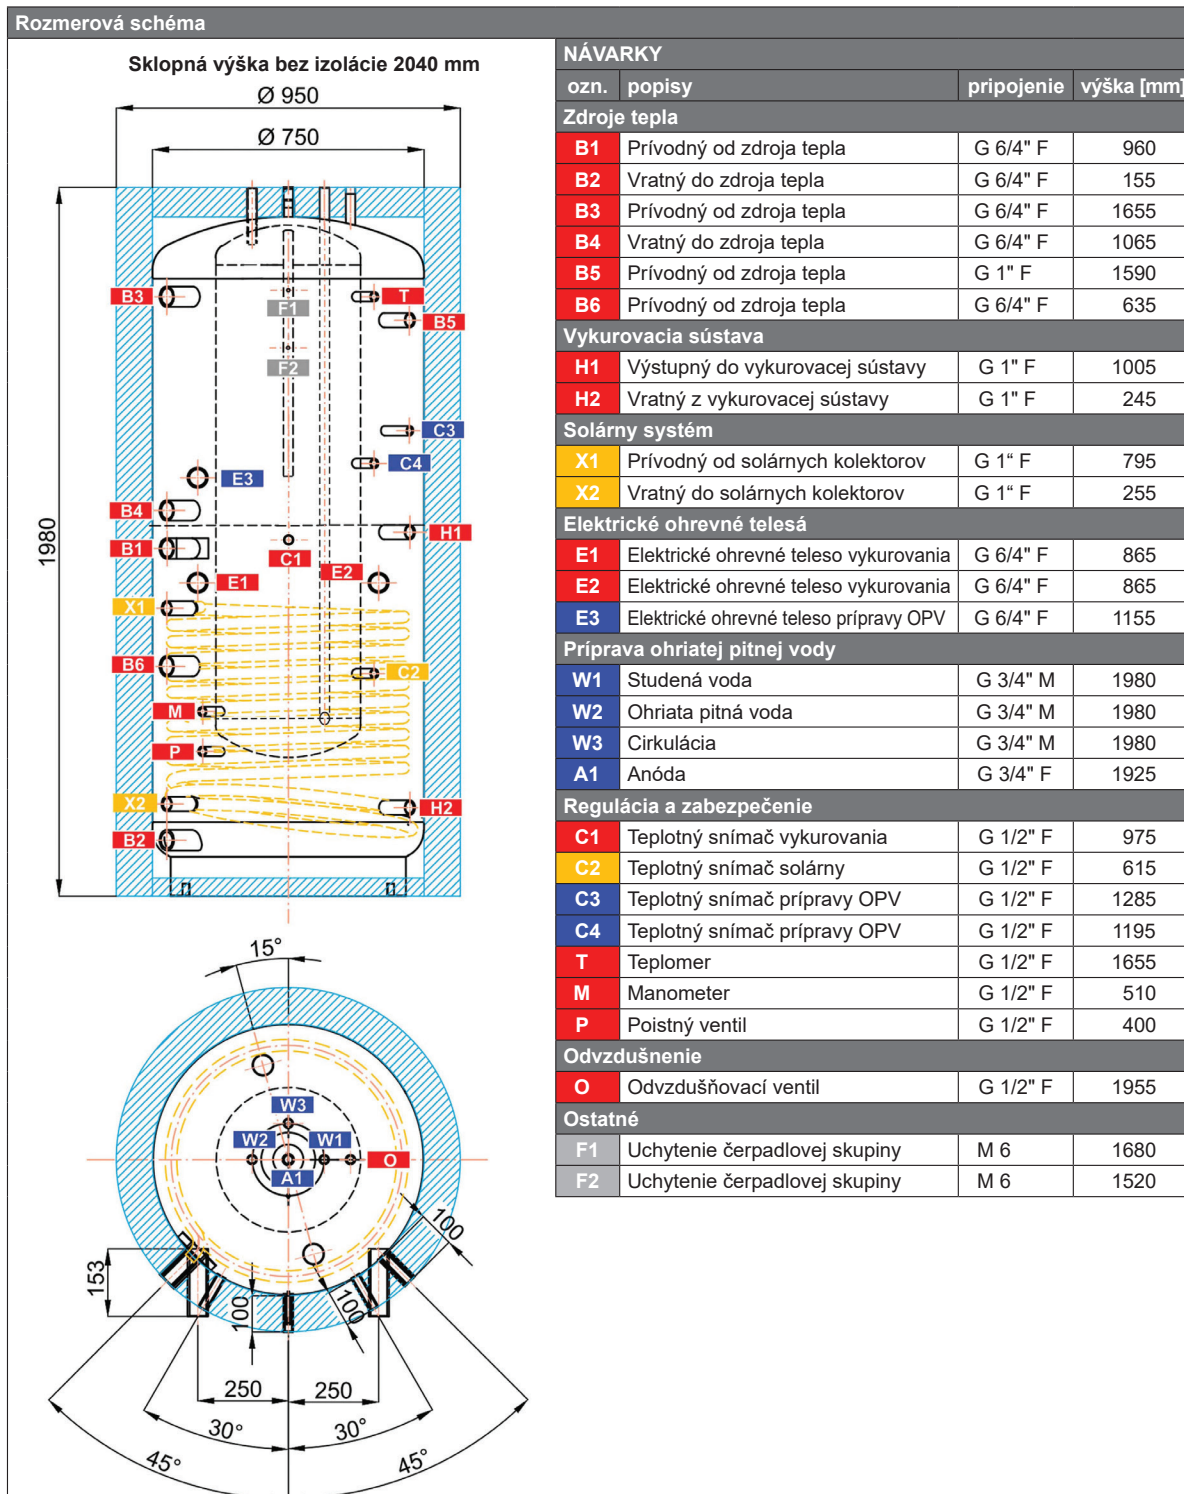 Rozmerová schéma
Sklopná výška bez izolácie 2040 mm
Ø 950
Ø 750
1980
B3
T
F1
B5
F2
C3
C4
E3
B4
H1
B1
C1
E2
E1
X1
B6
C2
M
P
X2
H2
B2
15°
W3
W2
W1
O
A1
100
153
100
100
250
250
30°
30°
45°
45°
NÁVARKY
ozn. popisy pripojenie výška [mm]
Zdroje tepla
B1 Prívodný od zdroja tepla G 6/4" F 960
B2 Vratný do zdroja tepla G 6/4" F 155
B3 Prívodný od zdroja tepla G 6/4" F 1655
B4 Vratný do zdroja tepla G 6/4" F 1065
B5 Prívodný od zdroja tepla G 1" F 1590
B6 Prívodný od zdroja tepla G 6/4" F 635
Vykurovacia sústava
H1 Výstupný do vykurovacej sústavy G 1" F 1005
H2 Vratný z vykurovacej sústavy G 1" F 245
Solárny systém
X1 Prívodný od solárnych kolektorov G 1“ F 795
X2 Vratný do solárnych kolektorov G 1“ F 255
Elektrické ohrevné telesá
E1 Elektrické ohrevné teleso vykurovania G 6/4" F 865
E2 Elektrické ohrevné teleso vykurovania G 6/4" F 865
E3 Elektrické ohrevné teleso prípravy OPV G 6/4" F 1155
Príprava ohriatej pitnej vody
W1 Studená voda G 3/4" M 1980
W2 Ohriata pitná voda G 3/4" M 1980
W3 Cirkulácia G 3/4" M 1980
A1 Anóda G 3/4" F 1925
Regulácia a zabezpečenie
C1 Teplotný snímač vykurovania G 1/2" F 975
C2 Teplotný snímač solárny G 1/2" F 615
C3 Teplotný snímač prípravy OPV G 1/2" F 1285
C4 Teplotný snímač prípravy OPV G 1/2" F 1195
T Teplomer G 1/2" F 1655
M Manometer G 1/2" F 510
P Poistný ventil G 1/2" F 400
Odvzdušnenie
O Odvzdušňovací ventil G 1/2" F 1955
Ostatné
F1 Uchytenie čerpadlovej skupiny M 6 1680
F2 Uchytenie čerpadlovej skupiny M 6 1520